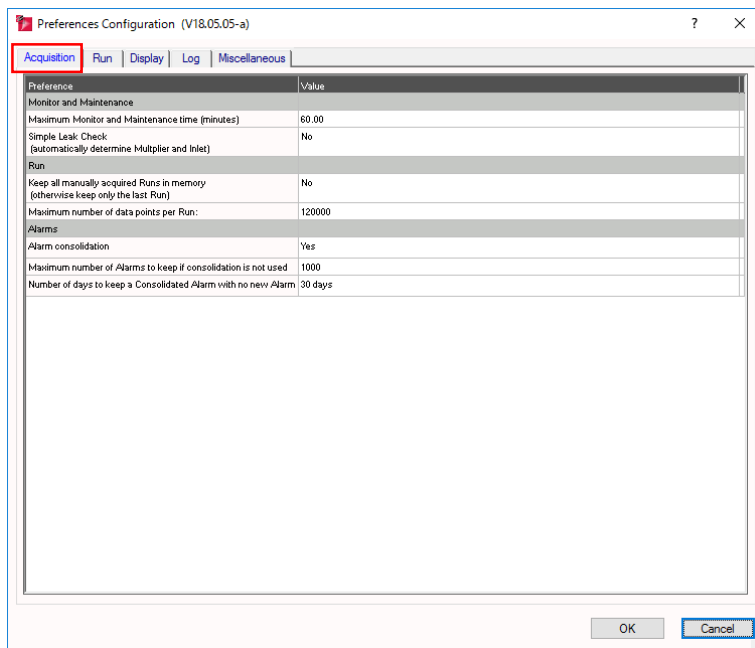 Preferences Configuration (V18.05.05-a)
?
Acquisition Run Display Log Miscellaneous
Preference Value
Monitor and Maintenance
Maximum Monitor and Maintenance time (minutes) 60.00
Simple Leak Check No
(automatically determine Multplier and Inlet)
Run
Keep all manually acquired Runs in memory No
(otherwise keep only the last Run)
Maximum number of data points per Run: 120000
Alarms
Alarm consolidation Yes
Maximum number of Alarms to keep if consolidation is not used 1000
Number of days to keep a Consolidated Alarm with no new Alarm 30 days
OK Cancel